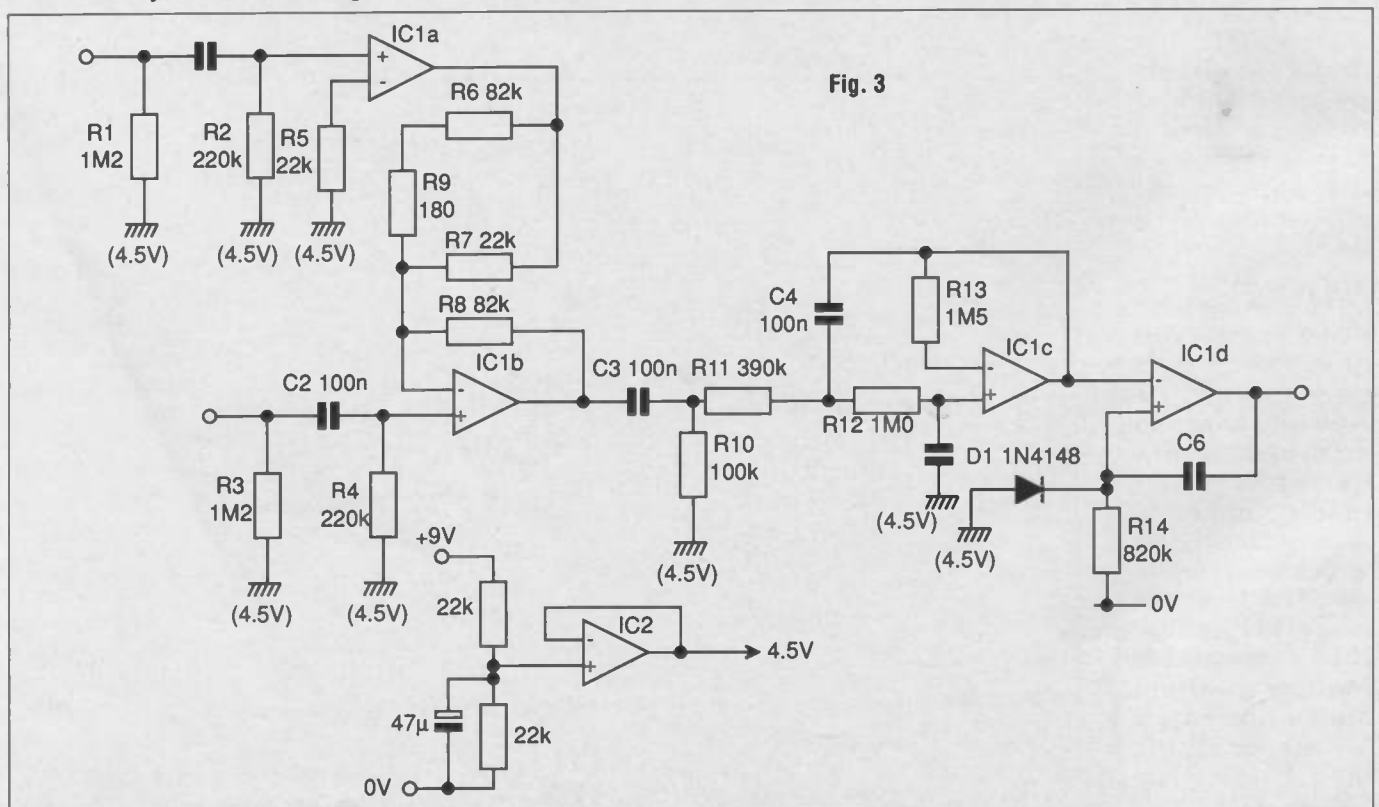 IC1a
Fig. 3
R6 82k
R1
1M2
R2
220k
R5
22k
R9
180
(4.5V)
(4.5V)
(4.5V)
R7 22k
R8 82k
C4
100n
R13
1M5
IC1c
IC1d
IC1b
C2 100n
C3 100n
R11 390k
R12 1M0
R10
100k
D1 1N4148
C6
R3
1M2
R4
220k
(4.5V)
(4.5V)
R14
820k
+9V
(4.5V)
0V
(4.5V)
(4.5V)
22k
IC2
4.5V
47µ
22k
0V
+
-
-
+
-
+
-
+
-
+